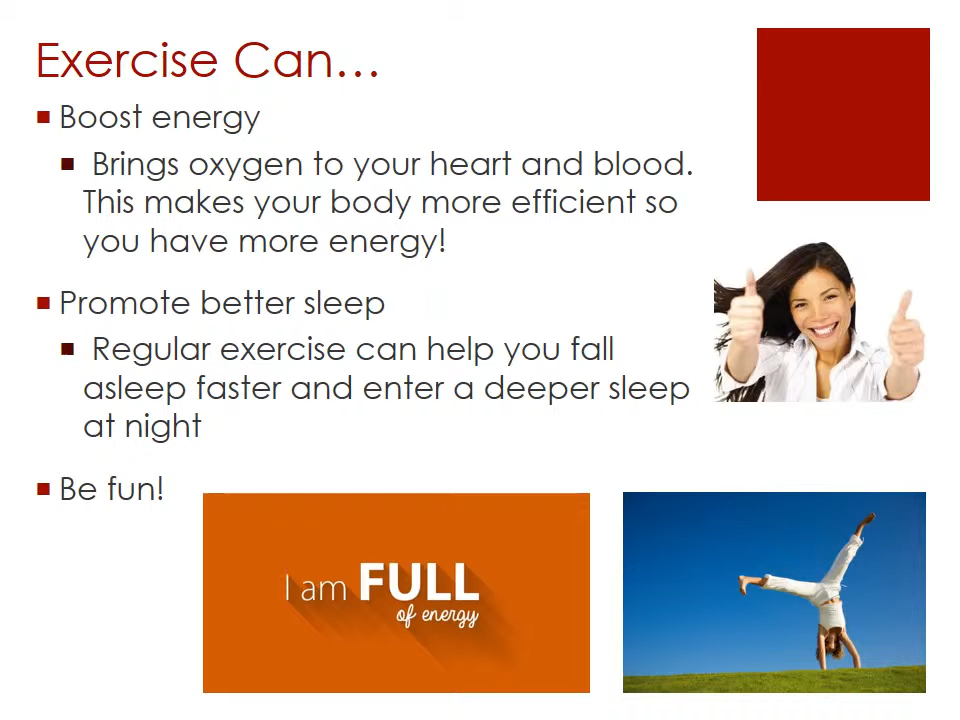 Exercise Can…
Boost energy
Brings oxygen to your heart and blood.
This makes your body more efficient so
you have more energy!
Promote better sleep
Regular exercise can help you fall
asleep faster and enter a deeper sleep
at night
Be fun!
I am FULL
of energy